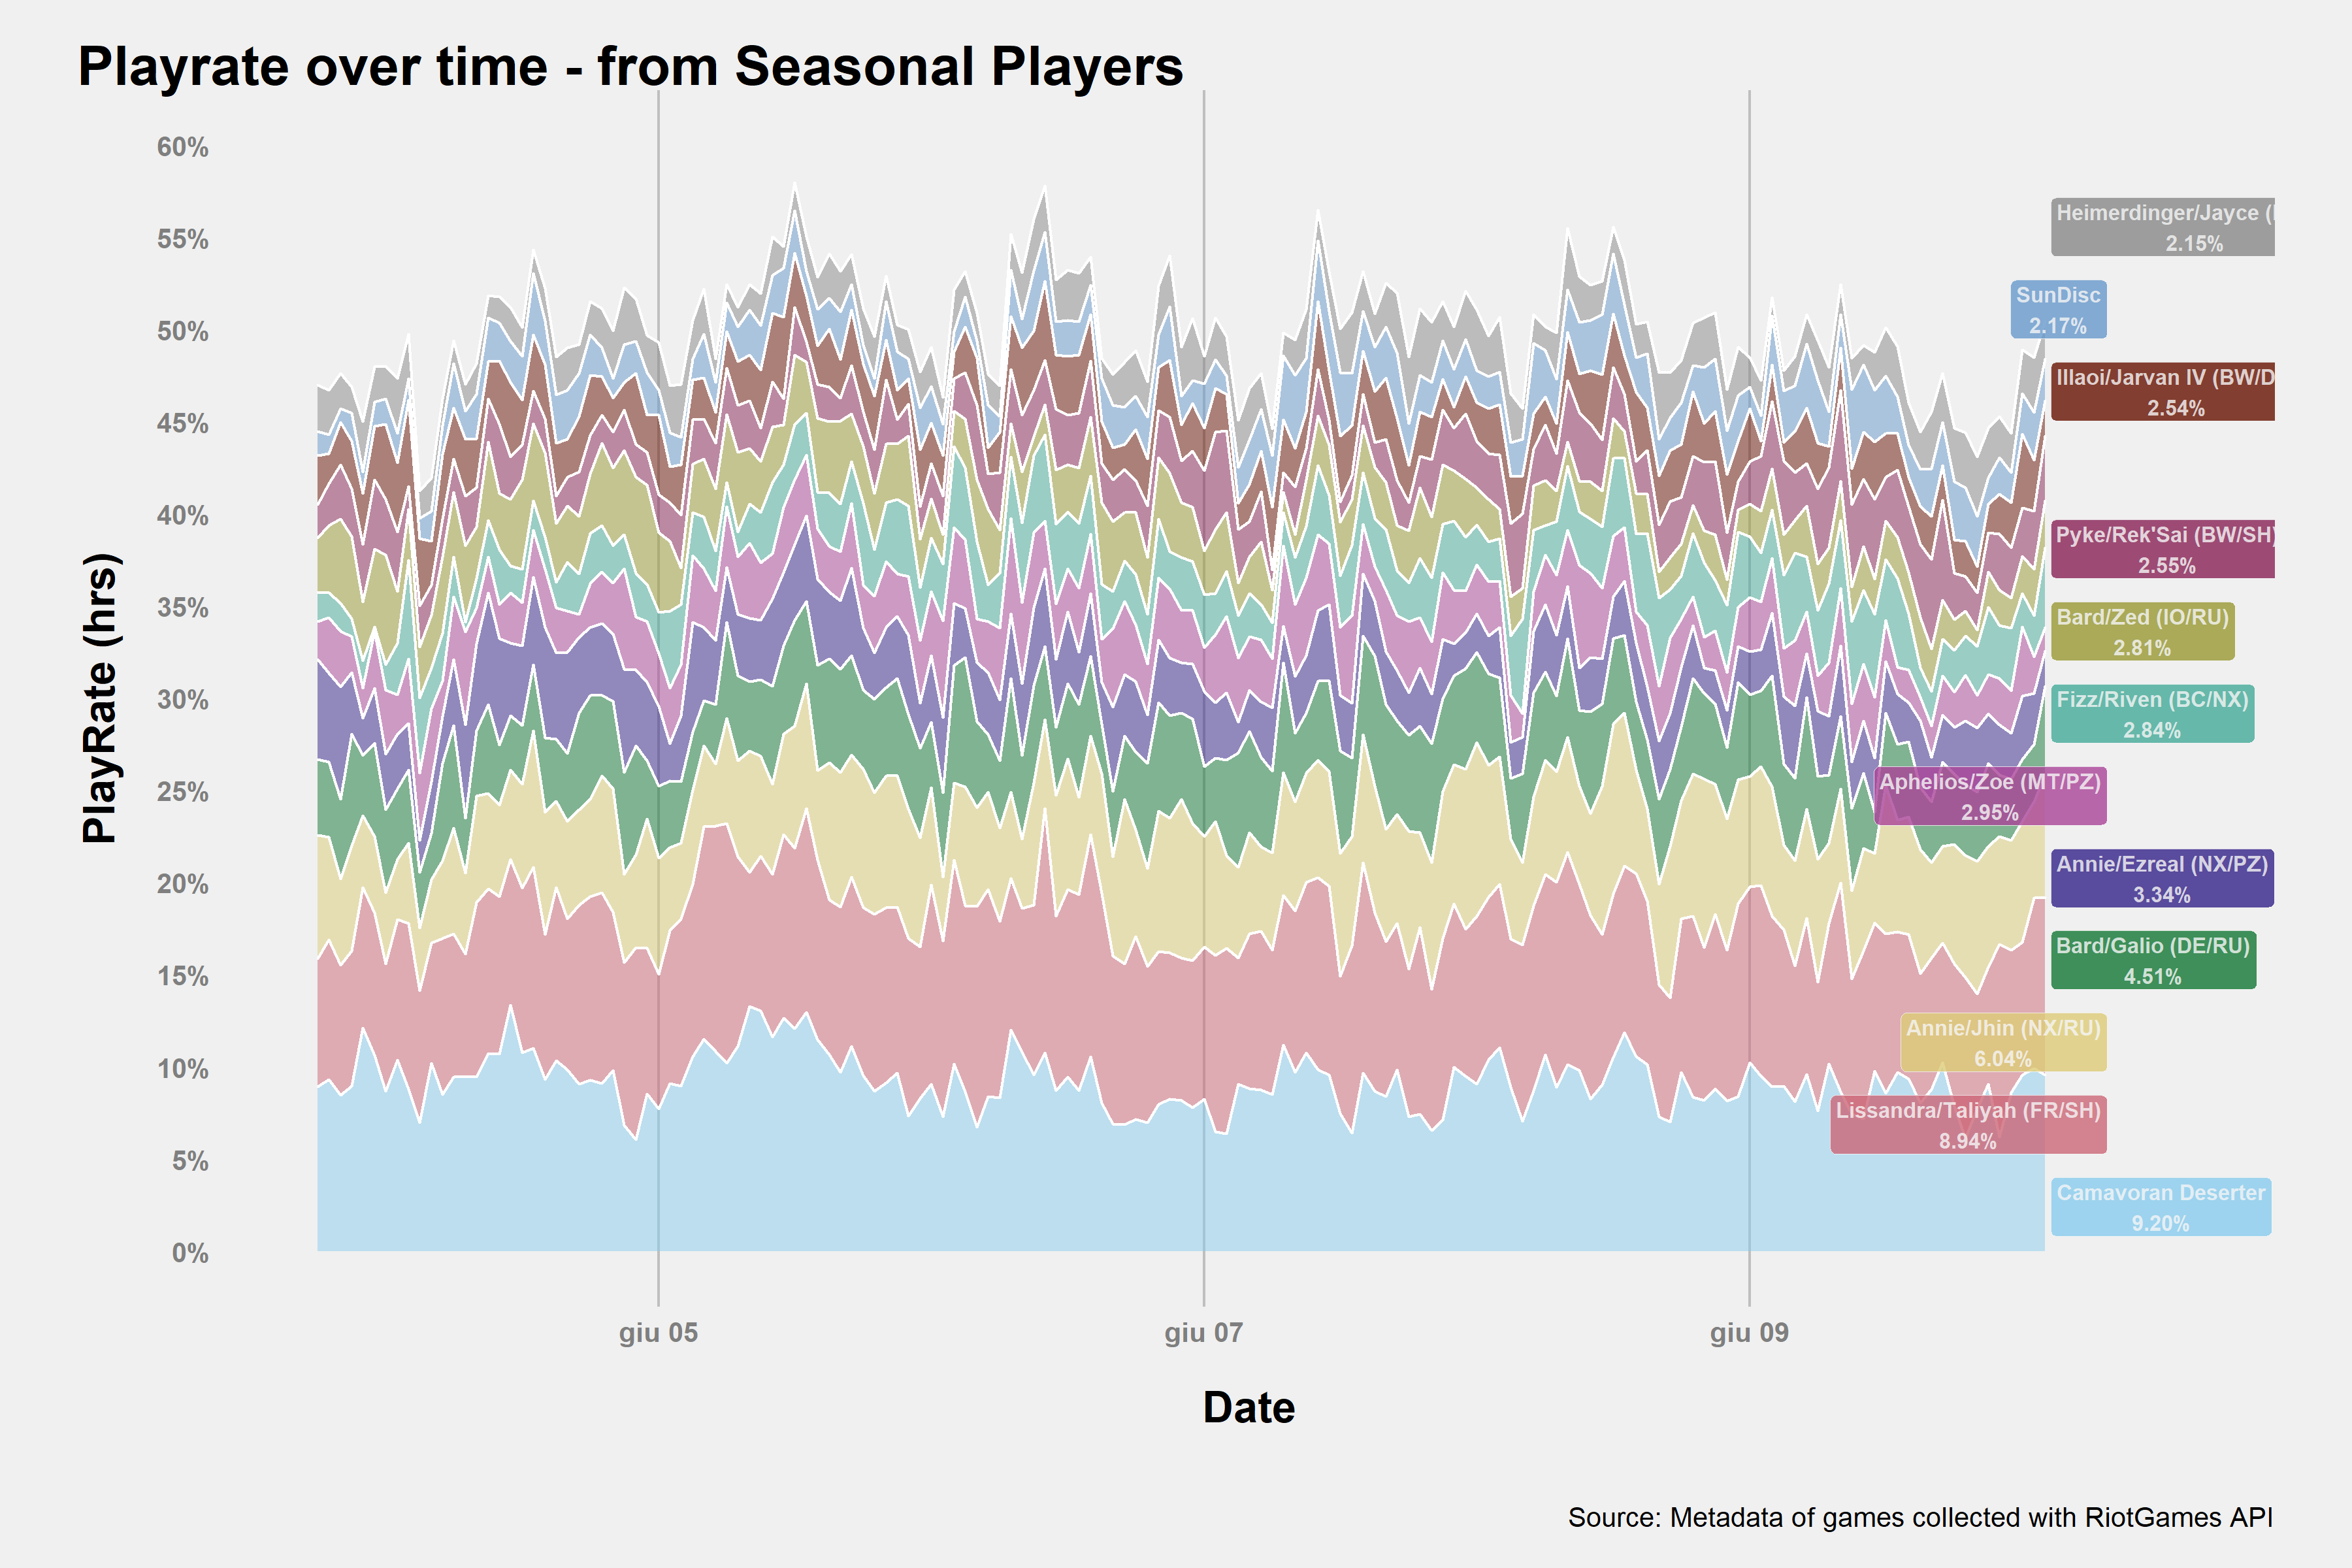 Playrate over time - from Seasonal Players
60%
55%
50%
45%
40%
35%
30%
25%
20%
15%
10%
5%
0%
PlayRate (hrs)
Heimerdinger/Jayce (
2.15%
SunDisc
2.17%
Illaoi/Jarvan IV (BW/D
2.54%
Pyke/Rek'Sai (BW/SH)
2.55%
Bard/Zed (IO/RU)
2.81%
Fizz/Riven (BC/NX)
2.84%
Aphelios/Zoe (MT/PZ)
2.95%
Annie/Ezreal (NX/PZ)
3.34%
Bard/Galio (DE/RU)
4.51%
Annie/Jhin (NX/RU)
6.04%
Lissandra/Taliyah (FR/SH)
8.94%
Camavoran Deserter
9.20%
giu 05
giu 07
giu 09
Date
Source: Metadata of games collected with RiotGames API